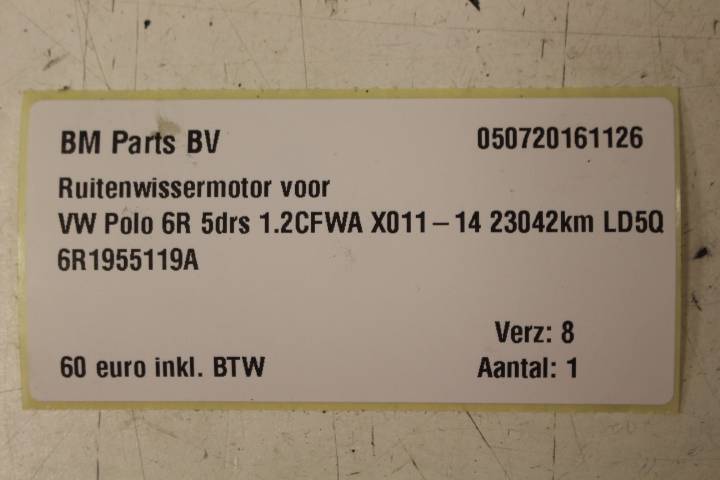 BM Parts BV 050720161126
Ruitenwissermotor voor
VW Polo 6R 5drs 1.2CFWA X011-14 23042km LD5Q
6R1955119A
Verz: 8
60 euro inkl. BTW Aantal: 1